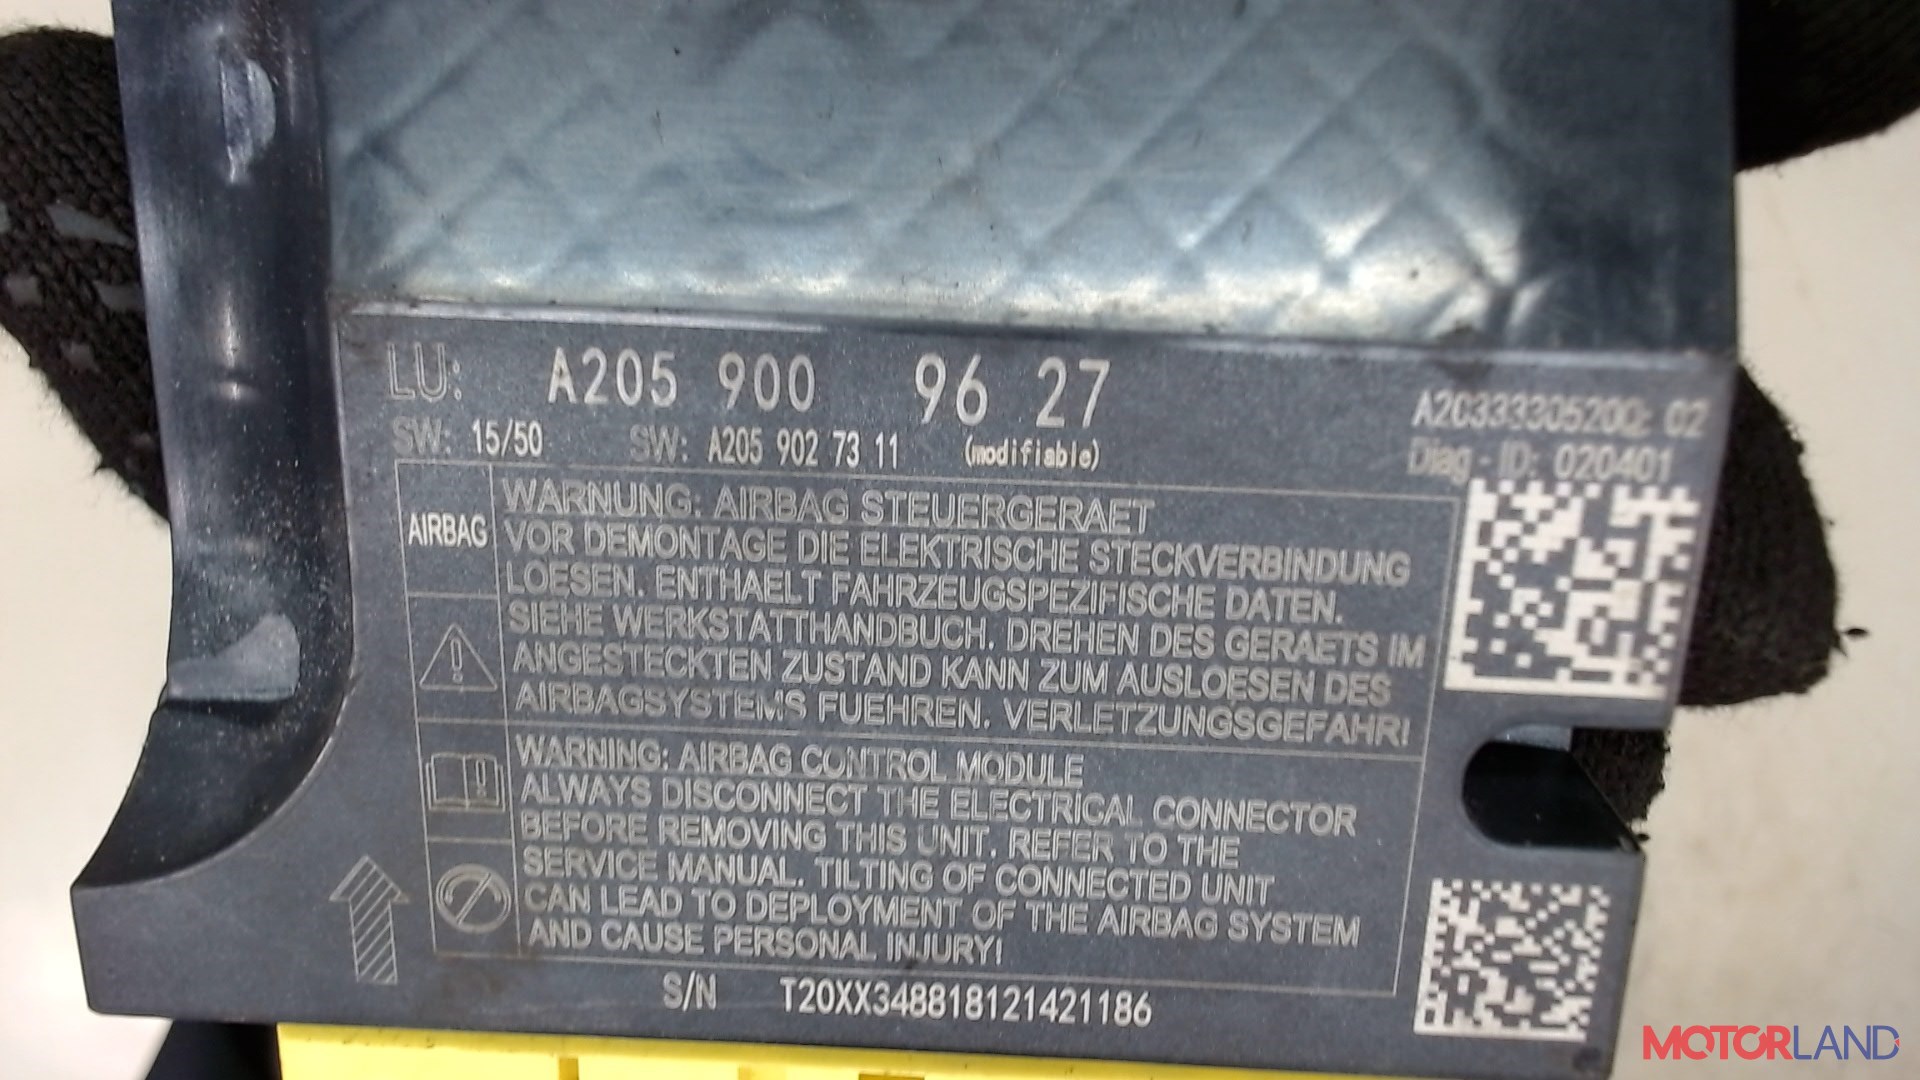 LU: A205 900 96 27
SW: 15/50 SW: A205 902 73 11 (modifiable)
A2C3333052000 02
Diag - ID: 020401
AIRBAG
WARNUNG: AIRBAG STEUERGERAET
VOR DEMONTAGE DIE ELEKTRISCHE STECKVERBINDUNG
LOESEN. ENTHAELT FAHRZEUGSPEZIFISCHE DATEN.
SIEHE WERKSTATTHANDBUCH. DREHEN DES GERAETS IM
ANGESTECKTEN ZUSTAND KANN ZUM AUSLOESEN DES
AIRBAGSYSTEMS FUEHREN. VERLETZUNGSGEFAHR!
WARNING: AIRBAG CONTROL MODULE
ALWAYS DISCONNECT THE ELECTRICAL CONNECTOR
BEFORE REMOVING THIS UNIT. REFER TO THE
SERVICE MANUAL. TILTING OF CONNECTED UNIT
CAN LEAD TO DEPLOYMENT OF THE AIRBAG SYSTEM
AND CAUSE PERSONAL INJURY!
S/N T20XX348818121421186
MOTORLAND